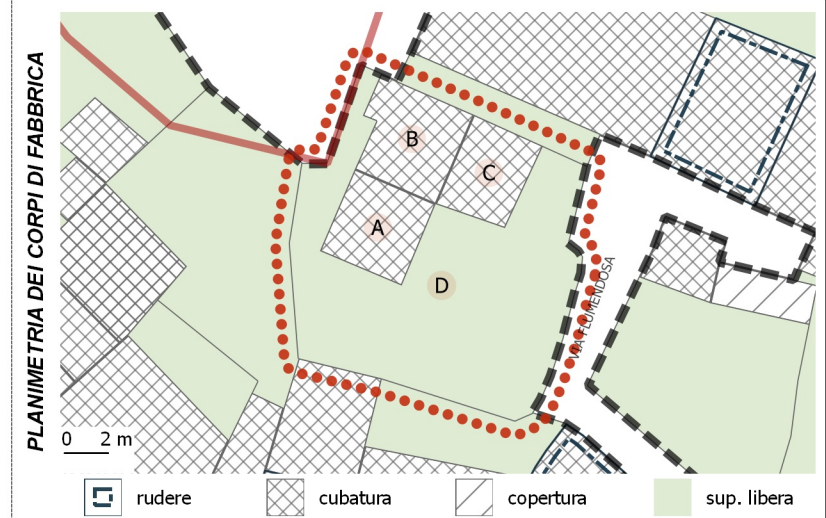 PLANIMETRIA DEI CORPI DI FABBRICA
B
C
A
D
VIA FLUMENDOSA
0 2 m
rudere
cubatura
copertura
sup. libera